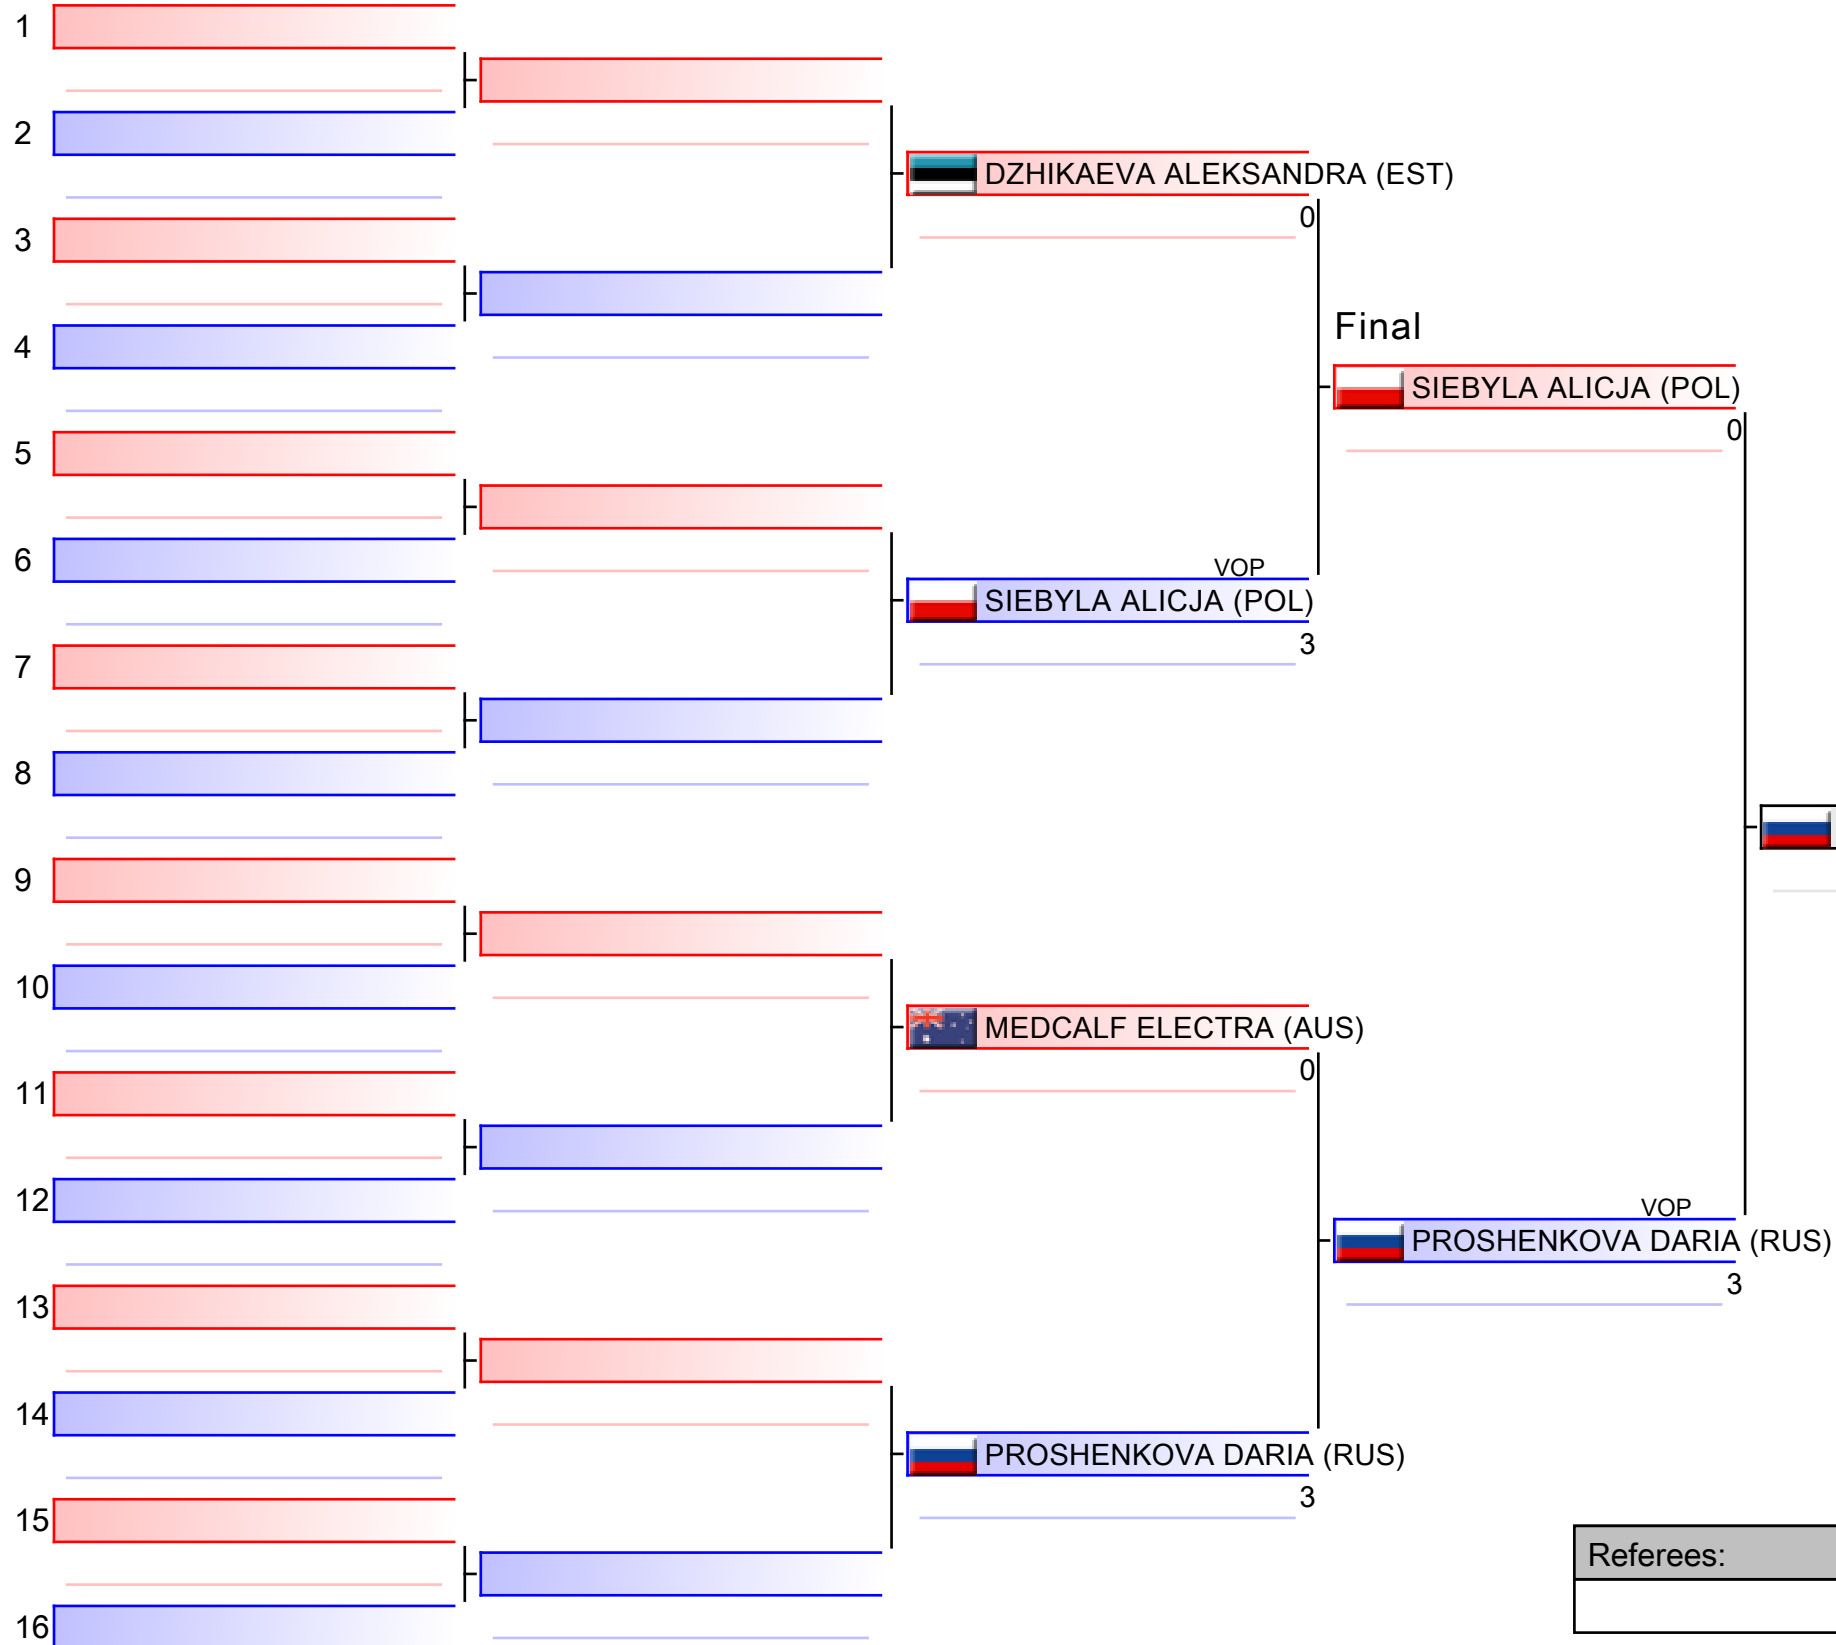 1
2
DZHIKAEVA ALEKSANDRA (EST)
0
3
Final
4
SIEBYLA ALICJA (POL)
0
5
6
VOP
SIEBYLA ALICJA (POL)
3
7
8
9
10
MEDCALF ELECTRA (AUS)
0
11
12
VOP
PROSHENKOVA DARIA (RUS)
3
13
14
PROSHENKOVA DARIA (RUS)
3
15
Referees:
16